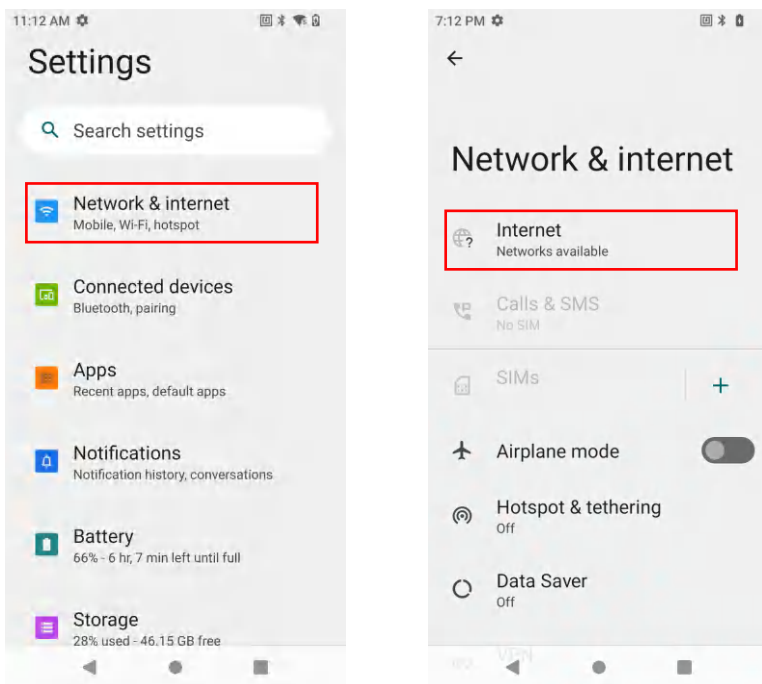 11:12 AM
Settings
Search settings
Network & internet
Mobile, Wi-Fi, hotspot
Connected devices
Bluetooth, pairing
Apps
Recent apps, default apps
Notifications
Notification history, conversations
Battery
66% - 6 hr, 7 min left until full
Storage
28% used - 46.15 GB free
7:12 PM
Network & internet
Internet
Networks available
Calls & SMS
No SIM
SIMs
Airplane mode
Hotspot & tethering
Off
Data Saver
Off
VPN